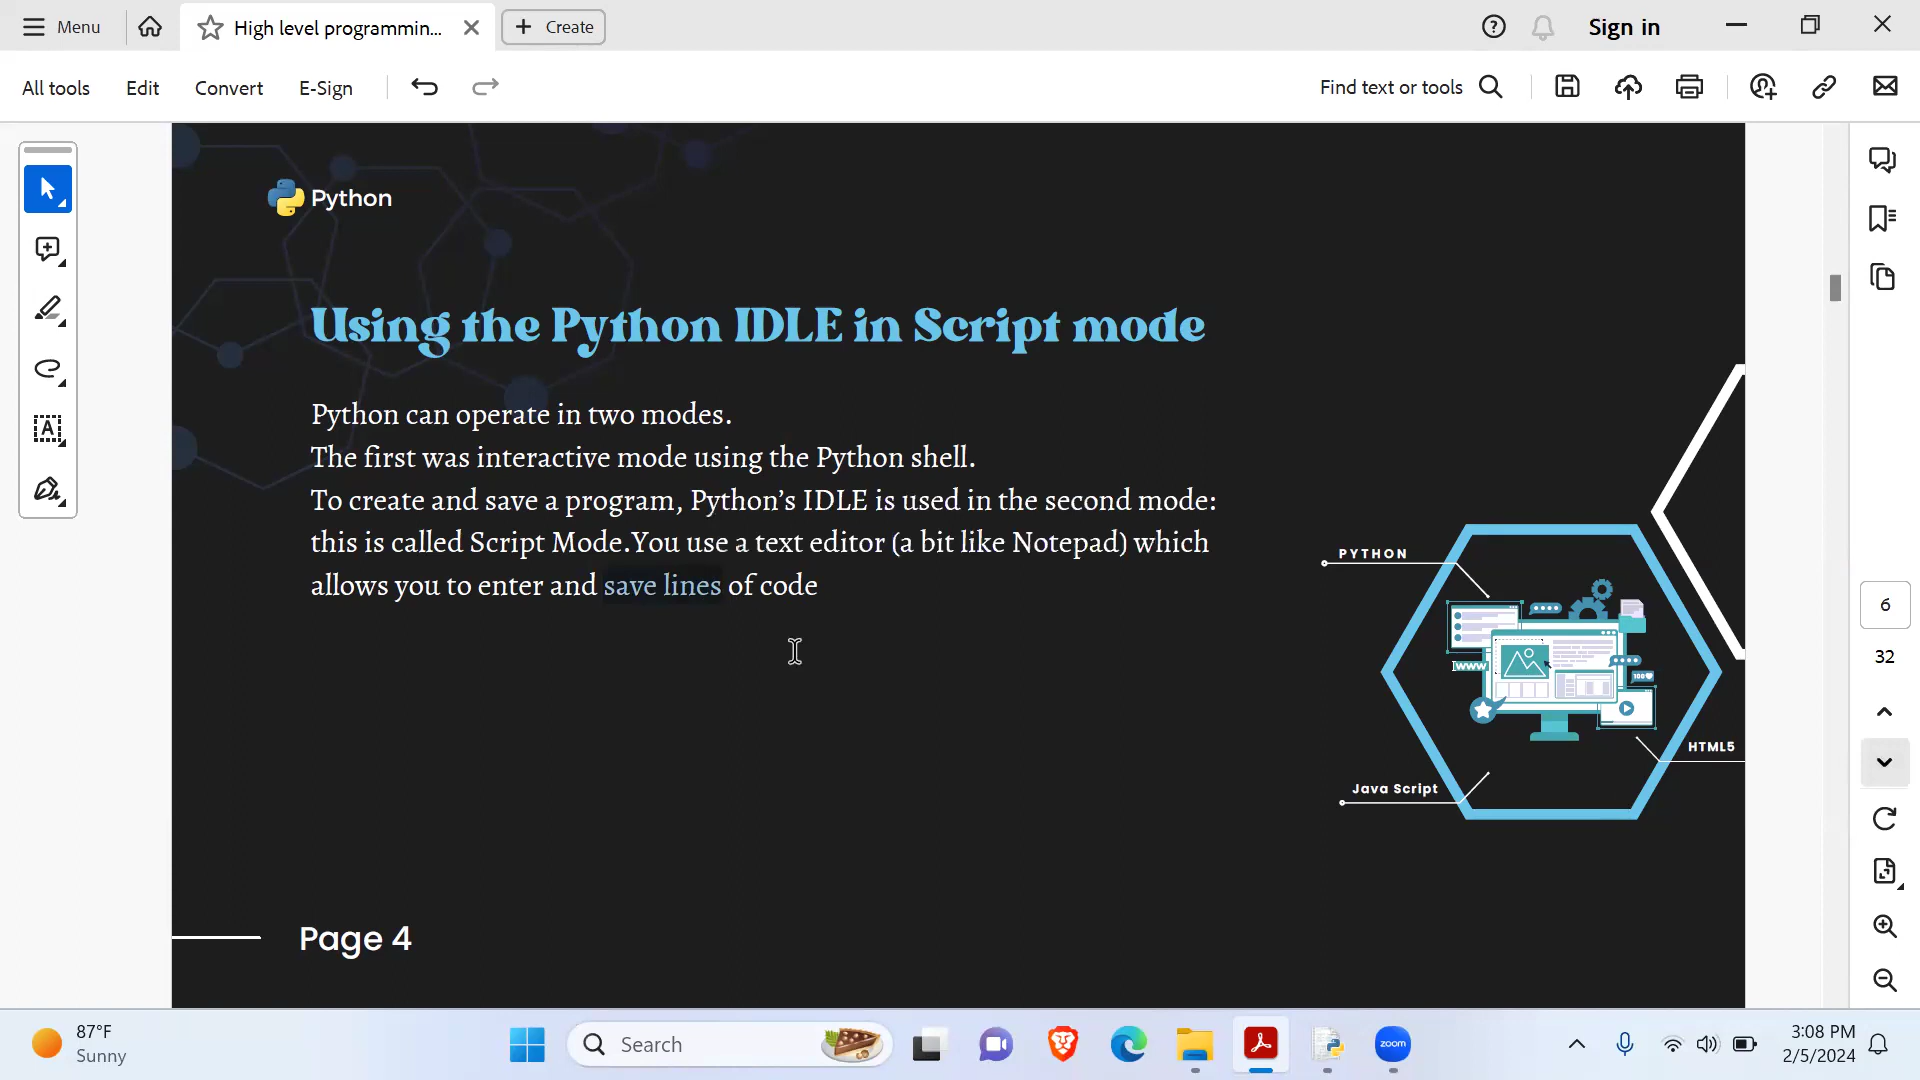 Menu
High level programmin...
Create
Sign in
All tools
Edit
Convert
E-Sign
Find text or tools
Python
Using the Python IDLE in Script mode
Python can operate in two modes.
The first was interactive mode using the Python shell.
To create and save a program, Python’s IDLE is used in the second mode:
this is called Script Mode.You use a text editor (a bit like Notepad) which
allows you to enter and save lines of code
PYTHON
WWW
HTML5
Java Script
Page 4
6
32
87°F
Sunny
Search
zoom
3:08 PM
2/5/2024